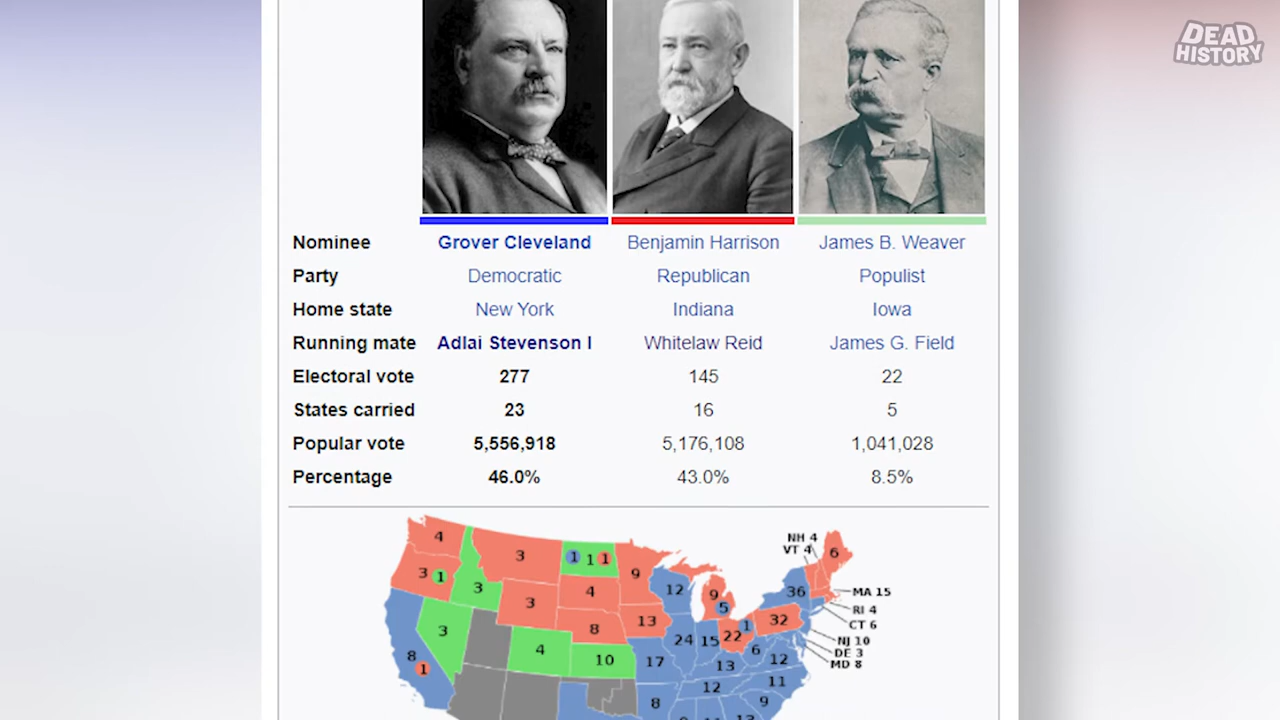 DEAD
HISTORY
Nominee Grover Cleveland Benjamin Harrison James B. Weaver
Party Democratic Republican Populist
Home state New York Indiana Iowa
Running mate Adlai Stevenson I Whitelaw Reid James G. Field
Electoral vote 277 145 22
States carried 23 16 5
Popular vote 5,556,918 5,176,108 1,041,028
Percentage 46.0% 43.0% 8.5%
NH 4
VT 4
4 3 1 1 1 6
3 1 3 9 12 36 MA 15
3 4 9 5 RI 4
8 13 1 32 CT 6
3 24 15 22 NJ 10
8 1 4 10 17 13 6 12 DE 3
MD 8
12 11
8 9